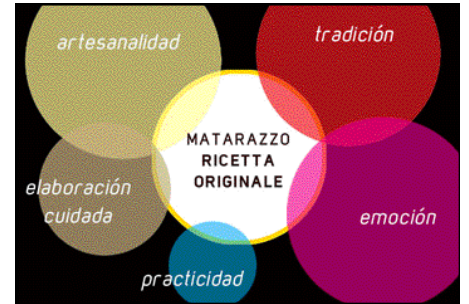 artesanalidad
tradición
MATARAZZO
RICETTA
ORIGINALE
elaboración
cuidada
emoción
practicidad